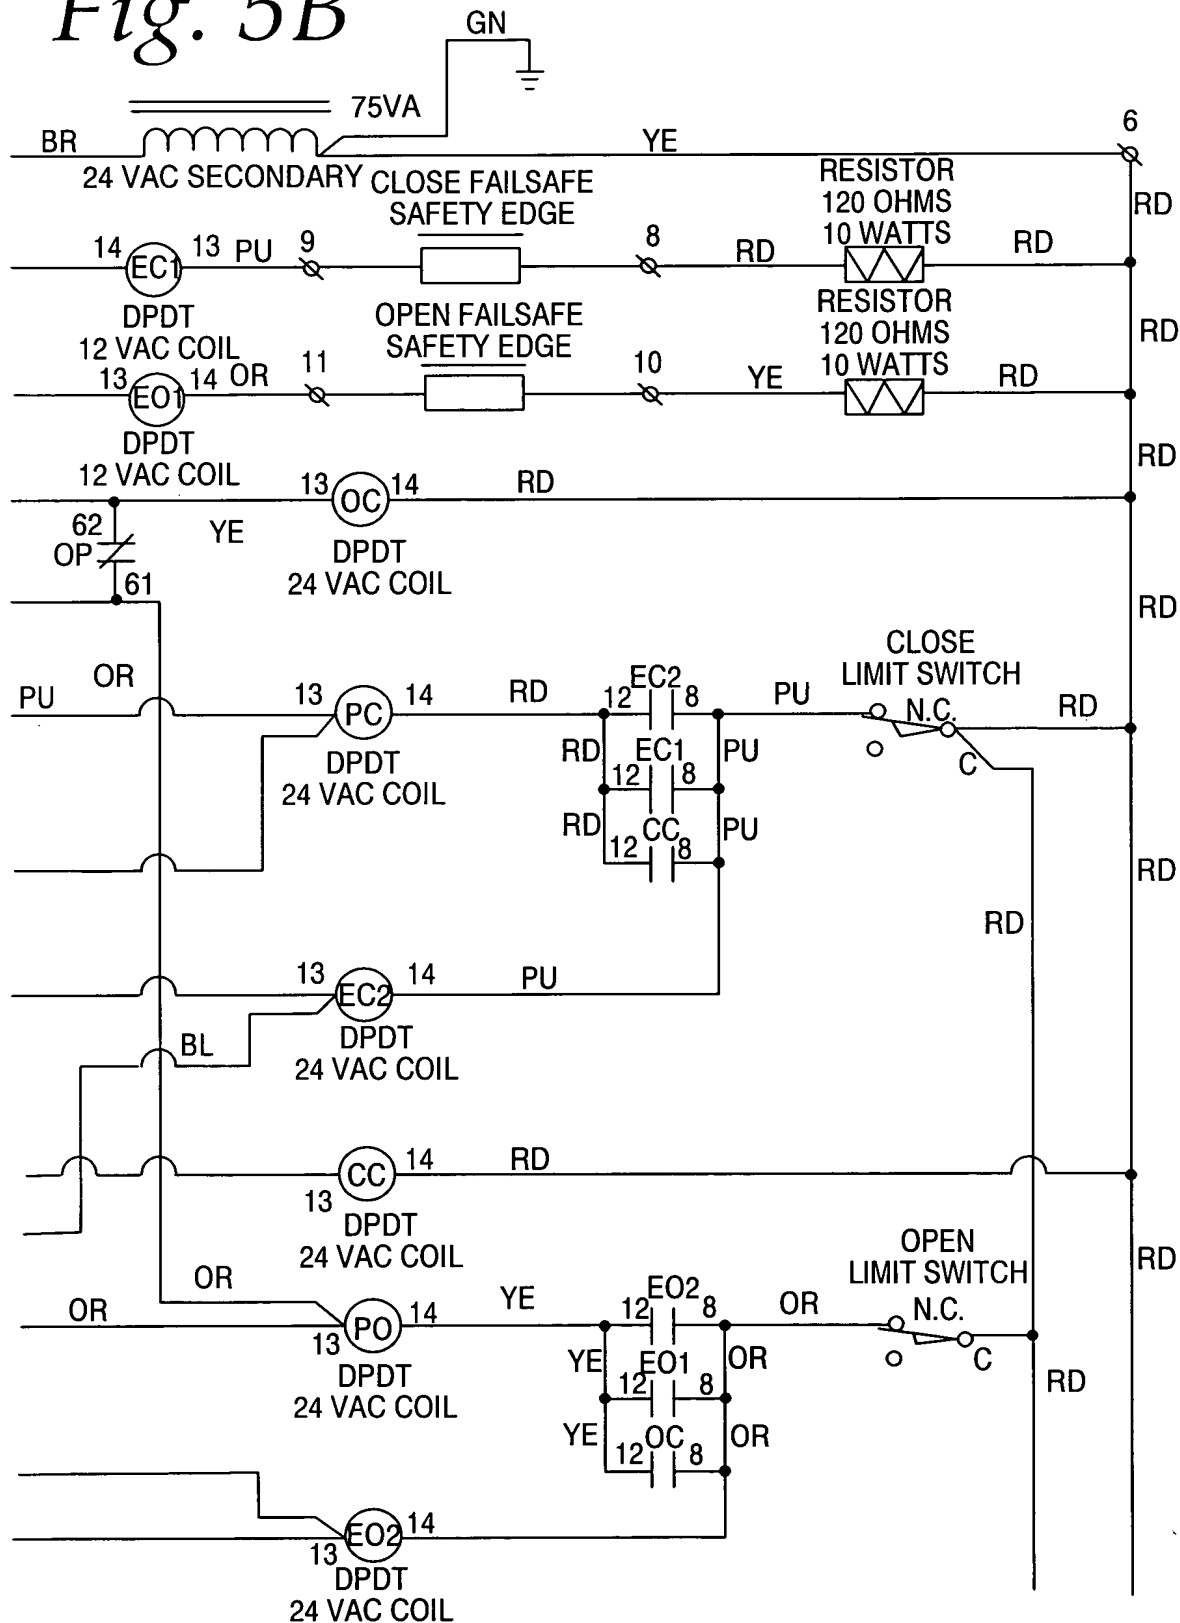 Fig. 5B
GN
75VA
6
BR
YE
24 VAC SECONDARY
CLOSE FAILSAFE
SAFETY EDGE
RESISTOR
120 OHMS
10 WATTS
RD
14
EC1
13
PU
9
8
RD
RD
DPDT
12 VAC COIL
OPEN FAILSAFE
SAFETY EDGE
RESISTOR
120 OHMS
10 WATTS
RD
13
EO1
14
OR
11
10
YE
RD
DPDT
12 VAC COIL
RD
13
OC
14
RD
62
OP
YE
DPDT
24 VAC COIL
61
RD
CLOSE
LIMIT SWITCH
OR
PU
13
PC
14
RD
EC2
12
8
PU
N.C.
RD
DPDT
24 VAC COIL
RD
EC1
PU
12
8
C
RD
CC
PU
12
8
RD
RD
13
EC2
14
PU
DPDT
24 VAC COIL
BL
CC
14
RD
13
DPDT
24 VAC COIL
OPEN
LIMIT SWITCH
RD
OR
OR
13
PO
14
YE
EO2
12
8
OR
N.C.
DPDT
24 VAC COIL
YE
EO1
OR
12
8
C
RD
YE
OC
OR
12
8
EO2
14
13
DPDT
24 VAC COIL